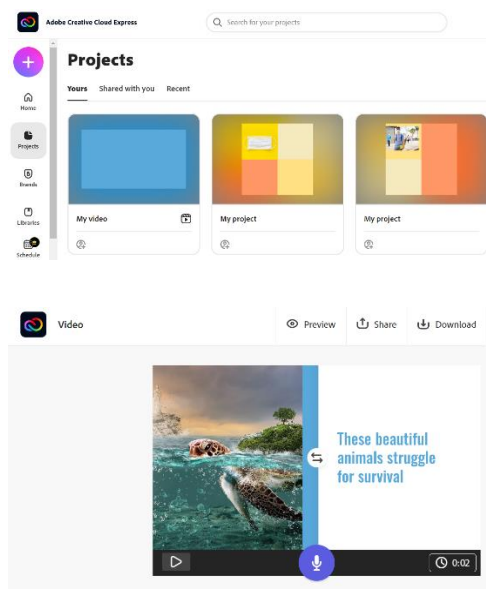 Adobe Creative Cloud Express
Search for your projects
Projects
Home
Yours Shared with you Recent
Projects
Brands
Libraries
My video
My project
My project
Schedule
Video
Preview
Share
Download
These beautiful
animals struggle
for survival
0:02